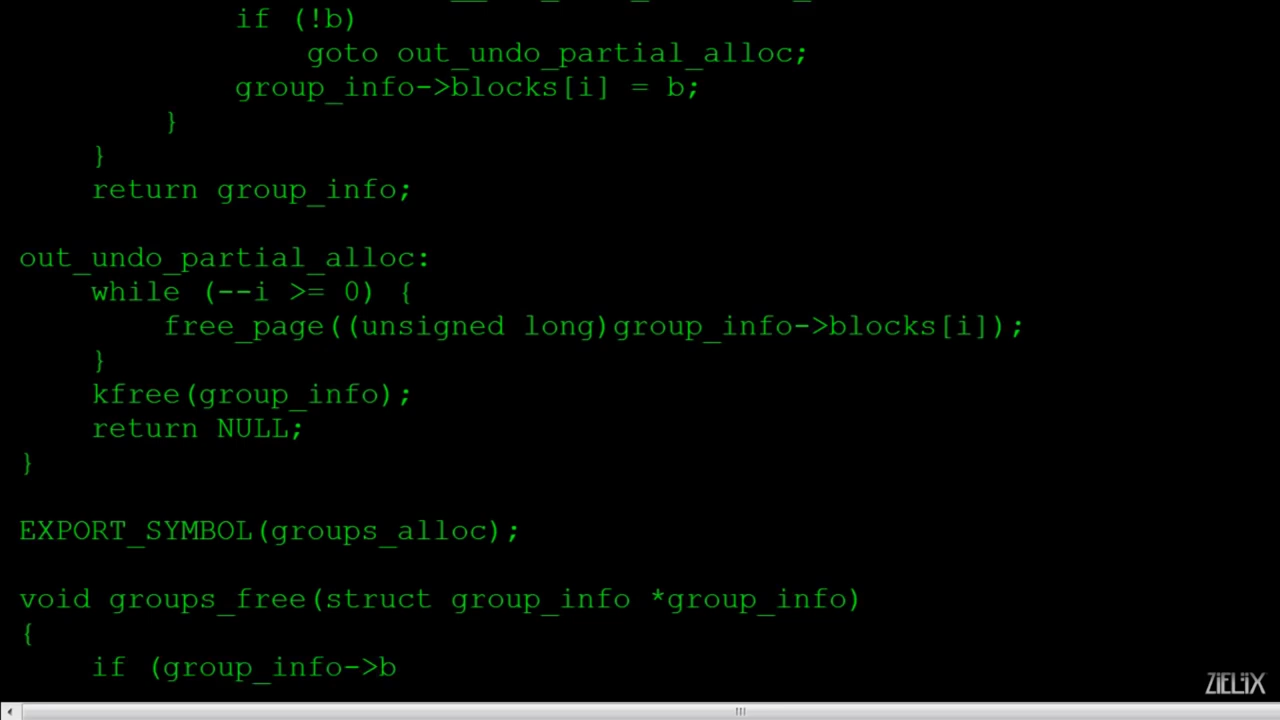 if (!b)
goto out_undo_partial_alloc;
group_info->blocks[i] = b;
}
}
return group_info;
out_undo_partial_alloc:
while (--i >= 0) {
free_page((unsigned long)group_info->blocks[i]);
}
kfree(group_info);
return NULL;
}
EXPORT_SYMBOL(groups_alloc);
void groups_free(struct group_info *group_info)
{
if (group_info->b
ZiELiX